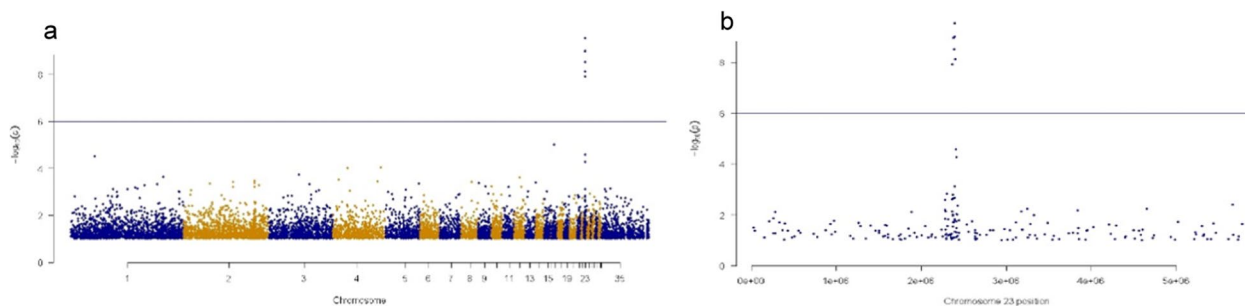 a
8
6
4
2
0
-log₁₀(p)
1 2 3 4 5 6 7 8 9 11 13 15 19 23 35
Chromosome
b
8
6
4
2
0
-log₁₀(p)
0e+00 1e+06 2e+06 3e+06 4e+06 5e+06
Chromosome 23 position